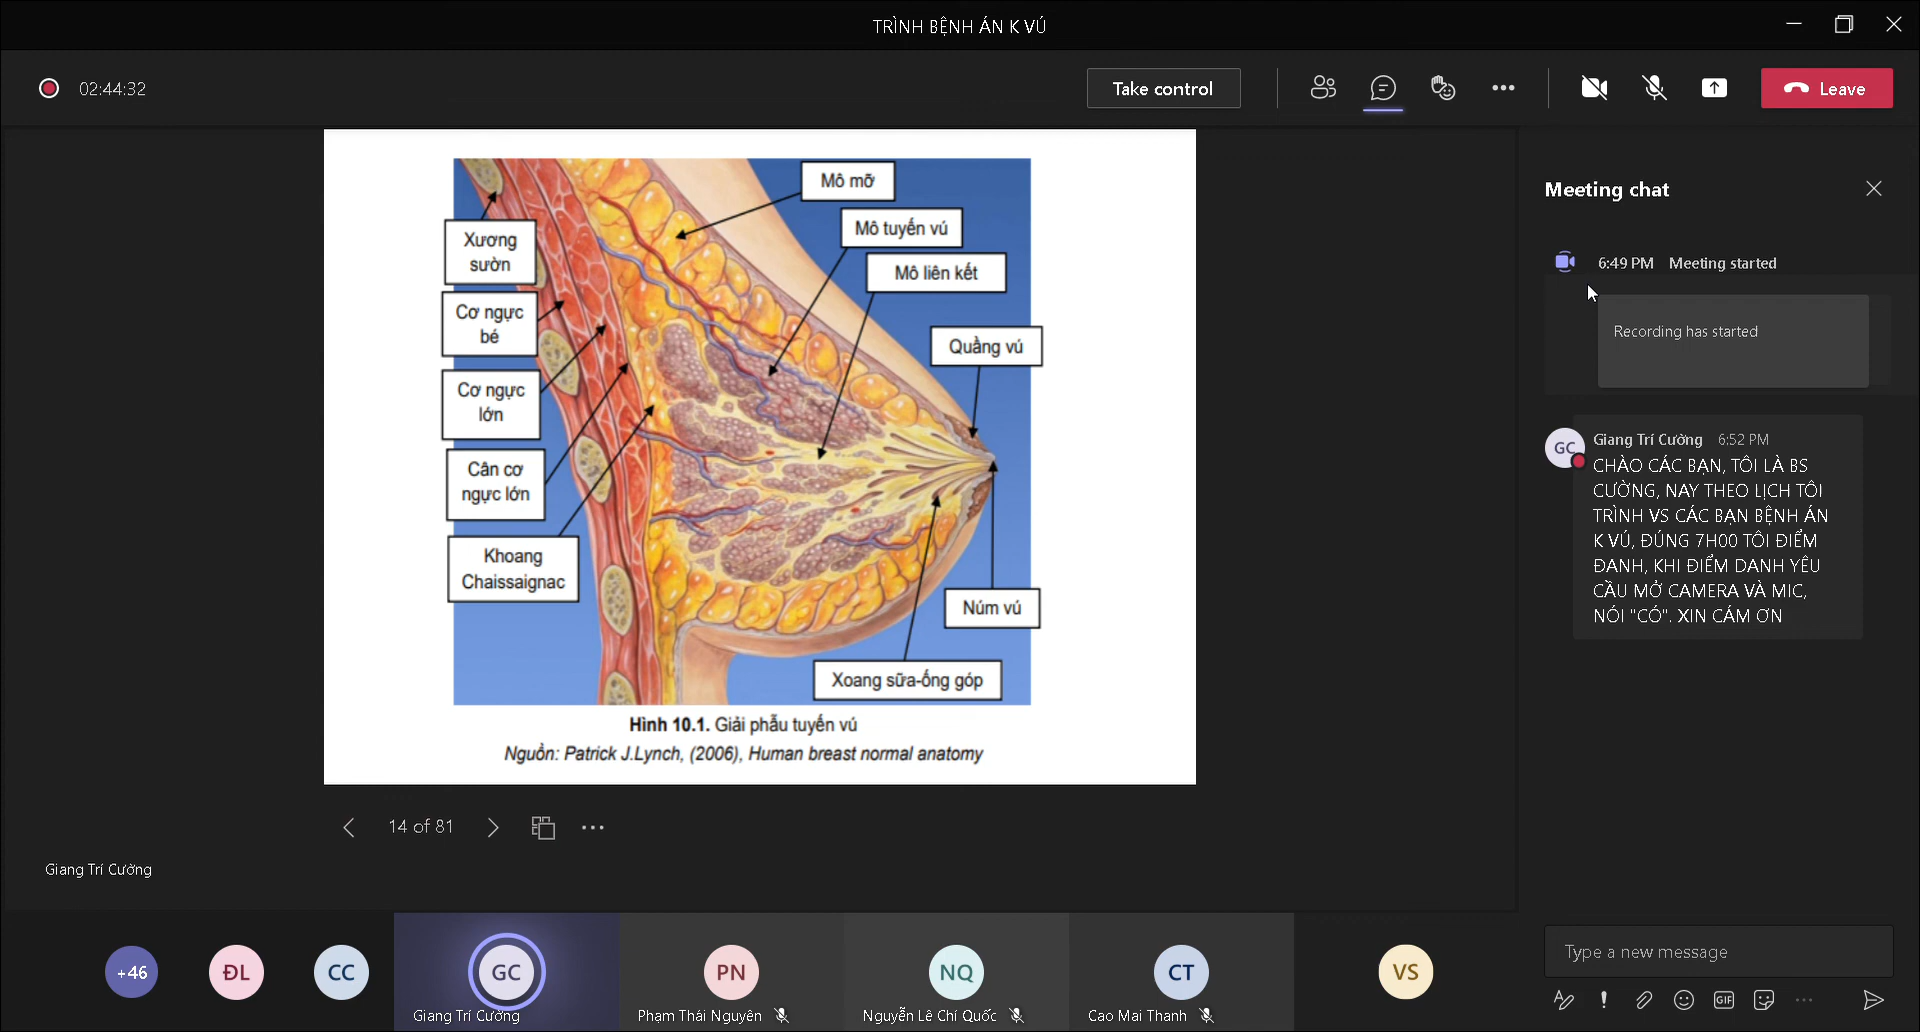 TRÌNH BỆNH ÁN K VÚ
02:44:32
Take control
Leave
Mô mỡ
Mô tuyến vú
Mô liên kết
Quầng vú
Xương
sườn
Cơ ngực
bé
Cơ ngực
lớn
Cân cơ
ngực lớn
Khoang
Chaissaignac
Núm vú
Xoang sữa-ống góp
Hình 10.1. Giải phẫu tuyến vú
Nguồn: Patrick J.Lynch, (2006), Human breast normal anatomy
14 of 81
Giang Trí Cường
Meeting chat
6:49 PM Meeting started
Recording has started
GC
Giang Trí Cường 6:52 PM
CHÀO CÁC BẠN, TÔI LÀ BS
CƯỜNG, NAY THEO LỊCH TÔI
TRÌNH VS CÁC BẠN BỆNH ÁN
K VÚ, ĐÚNG 7H00 TÔI ĐIỂM
ĐANH, KHI ĐIỂM DANH YÊU
CẦU MỞ CAMERA VÀ MIC,
NÓI "CÓ". XIN CÁM ƠN
+46
ĐL
CC
GC
Giang Trí Cường
PN
Phạm Thái Nguyên
NQ
Nguyễn Lê Chí Quốc
CT
Cao Mai Thanh
VS
Type a new message
GIF